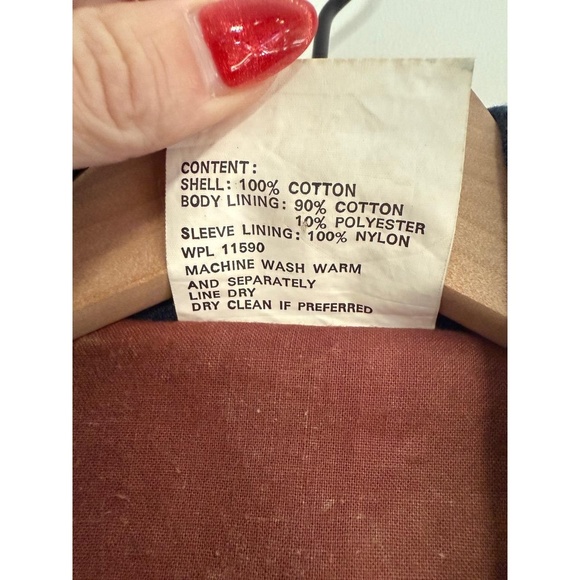 CONTENT:
SHELL: 100% COTTON
BODY LINING: 90% COTTON
10% POLYESTER
SLEEVE LINING: 100% NYLON
WPL 11590
MACHINE WASH WARM
AND SEPARATELY
LINE DRY
DRY CLEAN IF PREFERRED